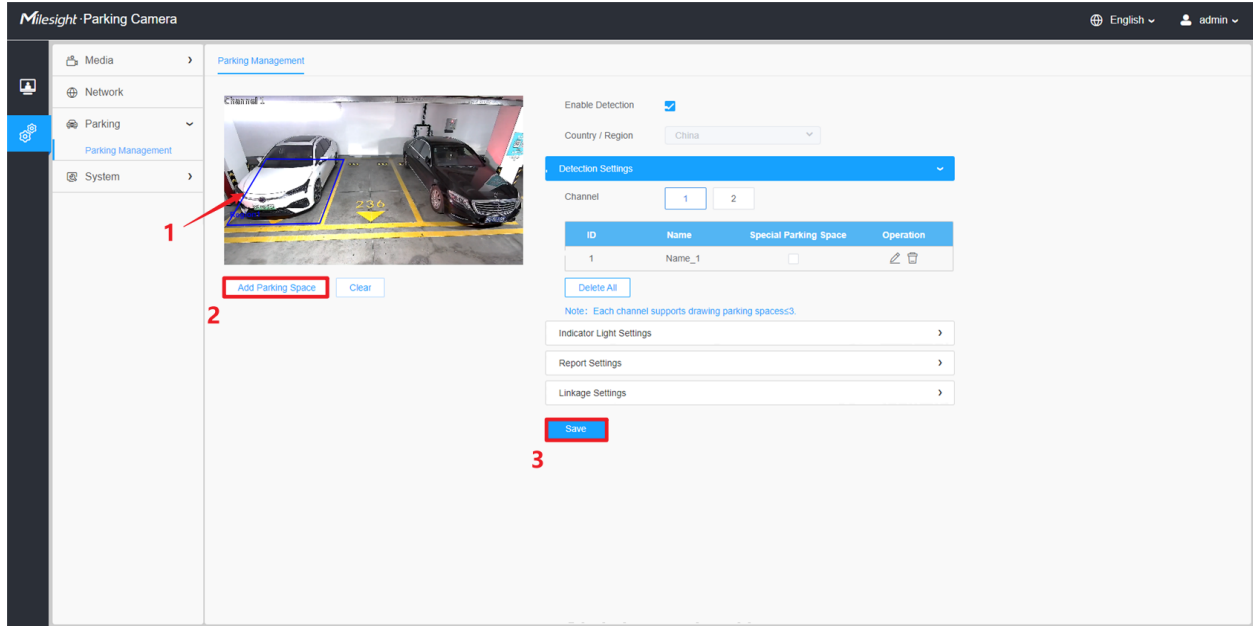 Milesight · Parking Camera
English
admin
Media
Network
Parking
Parking Management
System
Parking Management
Channel 1
236
1
Add Parking Space
Clear
2
Enable Detection
Country / Region
China
Detection Settings
Channel
1
2
ID Name Special Parking Space Operation
1 Name_1
Delete All
Note: Each channel supports drawing parking spaces≤3.
Indicator Light Settings
Report Settings
Linkage Settings
Save
3